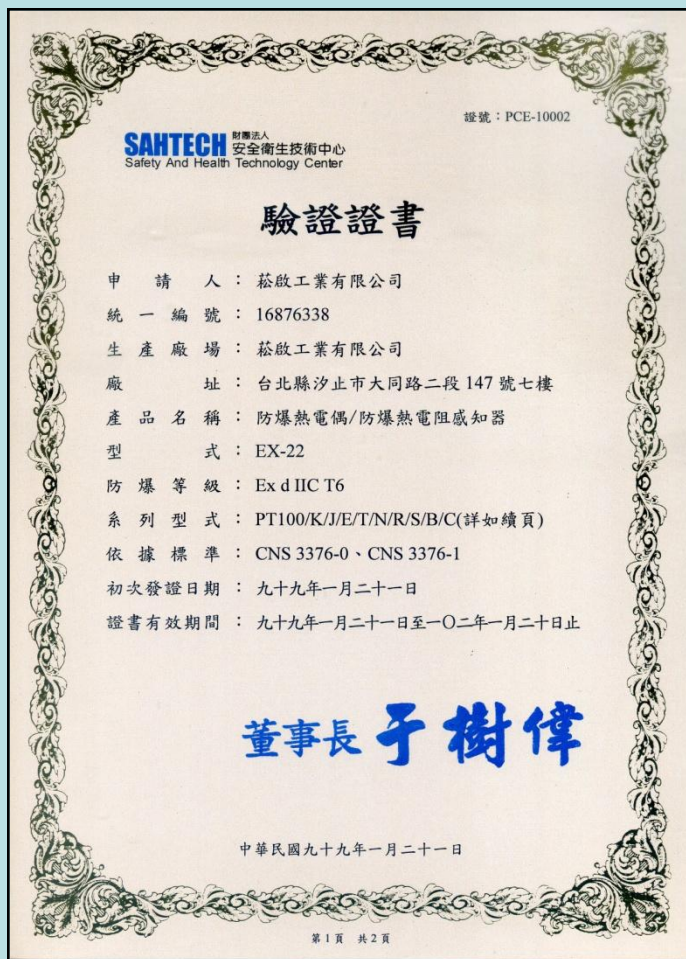 證號：PCE-10002
SAHTECH 財團法人
安全衛生技術中心
Safety And Health Technology Center
驗證證書
申請人：菘啟工業有限公司
統一編號：16876338
生產廠場：菘啟工業有限公司
廠址：台北縣汐止市大同路二段 147 號七樓
產品名稱：防爆熱電偶/防爆熱電阻感知器
型式：EX-22
防爆等級：Ex d IIC T6
系列型式：PT100/K/J/E/T/N/R/S/B/C(詳如續頁)
依據標準：CNS 3376-0、CNS 3376-1
初次發證日期：九十九年一月二十一日
證書有效期間：九十九年一月二十一日至一〇二年一月二十日止
董事長 于樹偉
中華民國九十九年一月二十一日
第1頁 共2頁